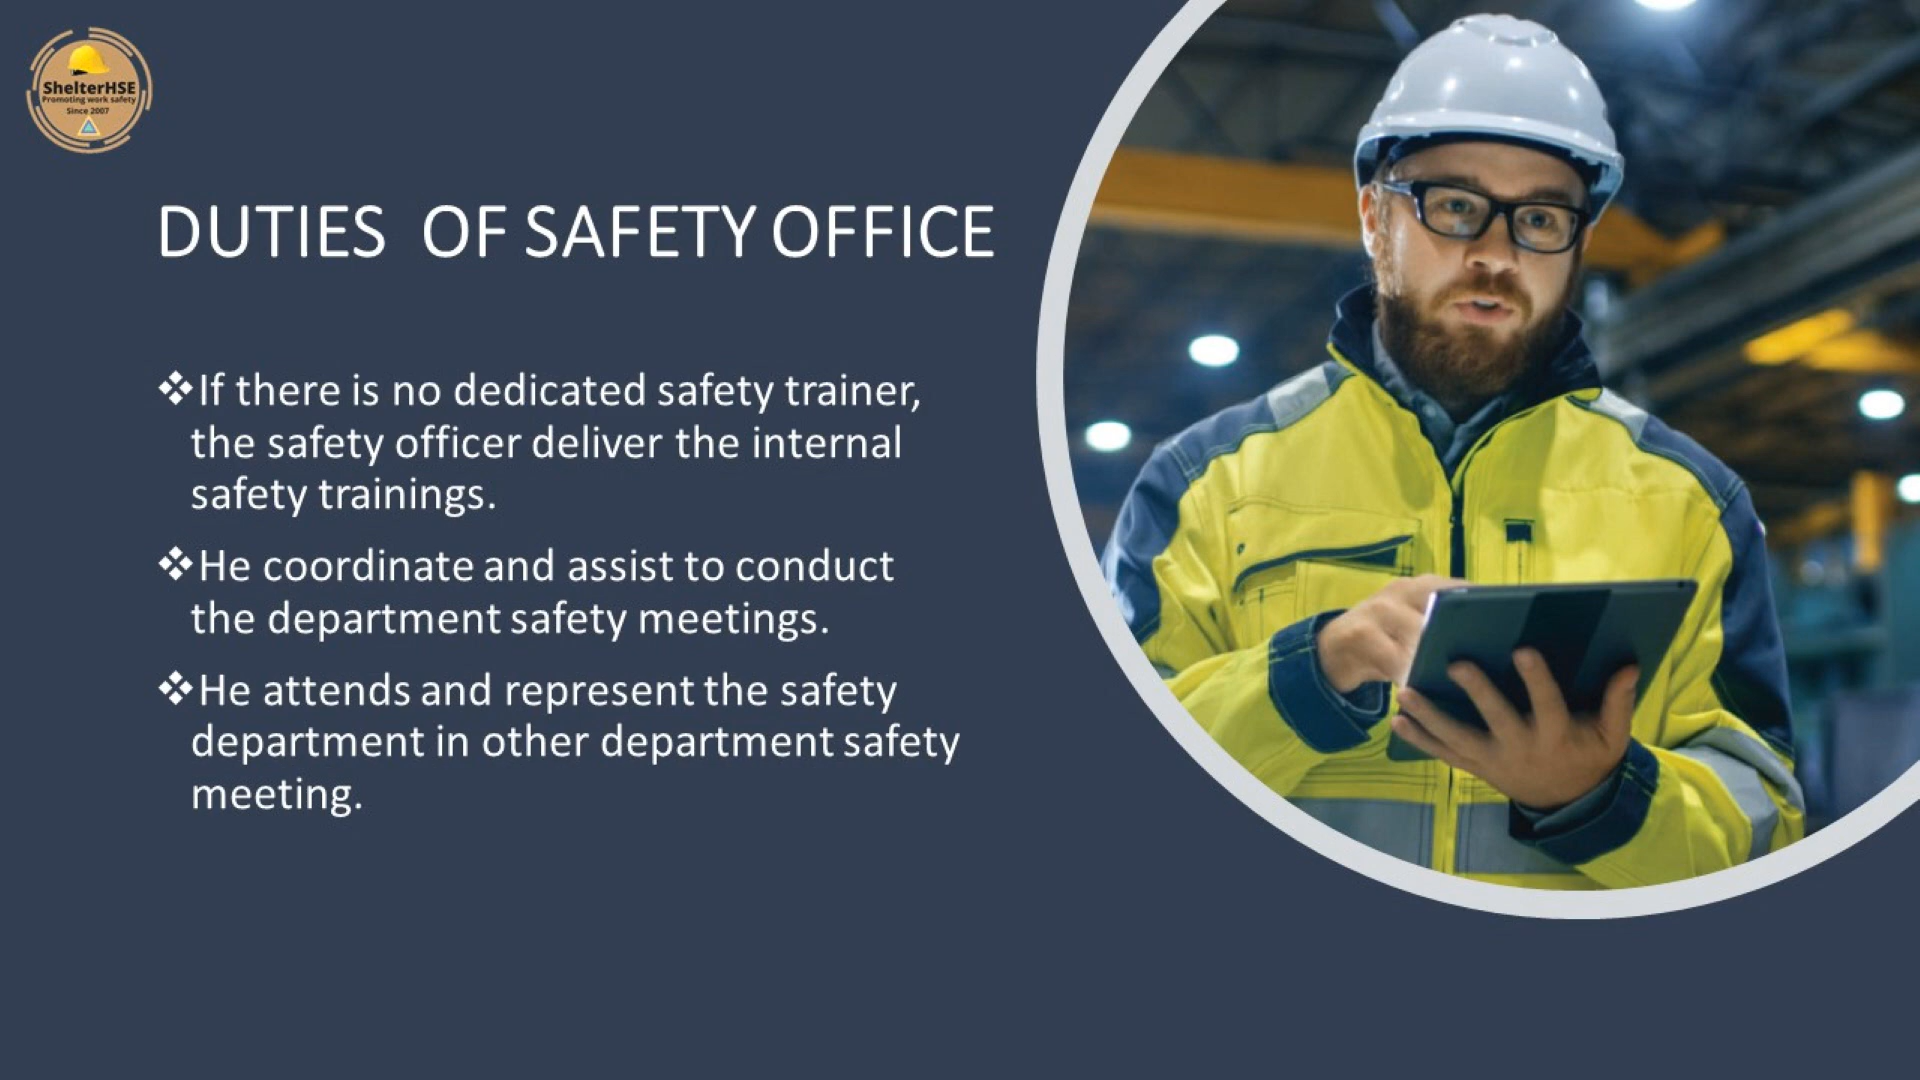 ShelterHSE
Promoting work safety
Since 2007
DUTIES OF SAFETY OFFICE
❖If there is no dedicated safety trainer,
the safety officer deliver the internal
safety trainings.
❖He coordinate and assist to conduct
the department safety meetings.
❖He attends and represent the safety
department in other department safety
meeting.